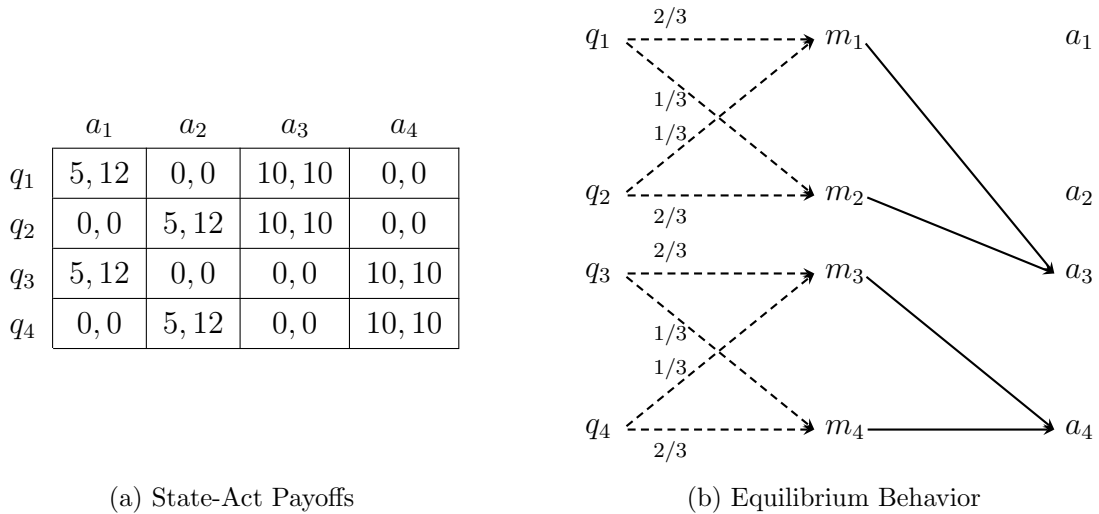 a₁ a₂ a₃ a₄
q₁ 5, 12 0, 0 10, 10 0, 0
q₂ 0, 0 5, 12 10, 10 0, 0
q₃ 5, 12 0, 0 0, 0 10, 10
q₄ 0, 0 5, 12 0, 0 10, 10
(a) State-Act Payoffs
2/3
q₁ m₁ a₁
1/3
1/3
q₂ m₂ a₂
2/3
2/3
q₃ m₃ a₃
1/3
1/3
q₄ m₄ a₄
2/3
(b) Equilibrium Behavior